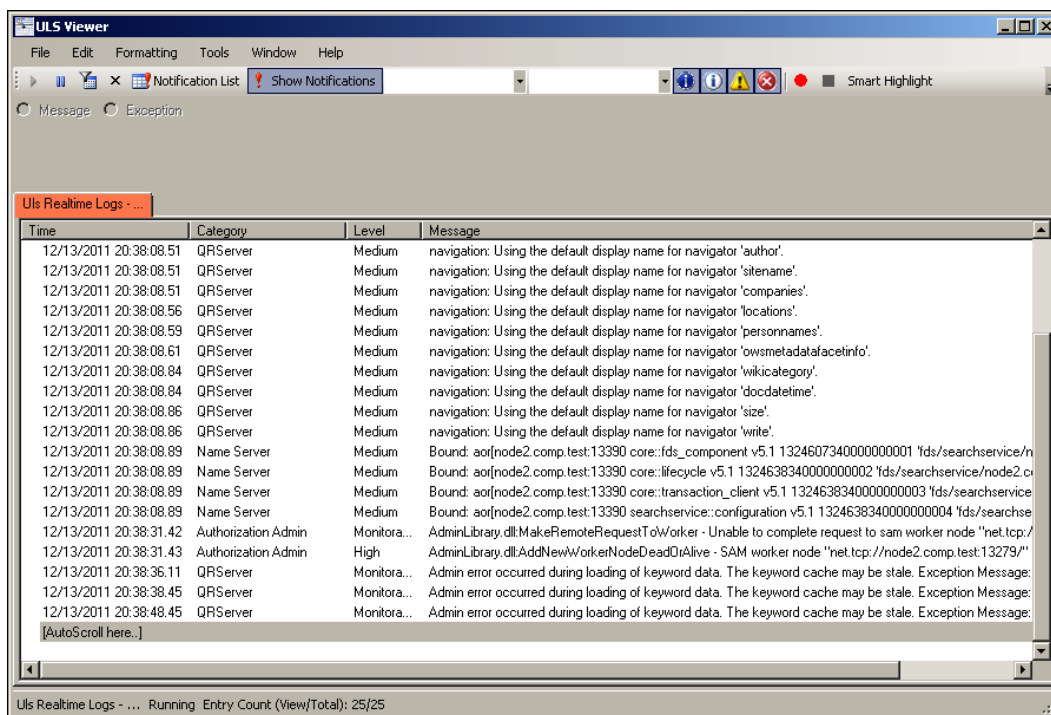 ULS Viewer
File Edit Formatting Tools Window Help
Notification List Show Notifications Smart Highlight
Message Exception
Uls Realtime Logs - ...
Time Category Level Message
12/13/2011 20:38:08.51 QRServer Medium navigation: Using the default display name for navigator 'author'.
12/13/2011 20:38:08.51 QRServer Medium navigation: Using the default display name for navigator 'sitename'.
12/13/2011 20:38:08.51 QRServer Medium navigation: Using the default display name for navigator 'companies'.
12/13/2011 20:38:08.56 QRServer Medium navigation: Using the default display name for navigator 'locations'.
12/13/2011 20:38:08.59 QRServer Medium navigation: Using the default display name for navigator 'personnames'.
12/13/2011 20:38:08.61 QRServer Medium navigation: Using the default display name for navigator 'owsmetadatafacetinfo'.
12/13/2011 20:38:08.84 QRServer Medium navigation: Using the default display name for navigator 'wikicategory'.
12/13/2011 20:38:08.84 QRServer Medium navigation: Using the default display name for navigator 'docdatetime'.
12/13/2011 20:38:08.86 QRServer Medium navigation: Using the default display name for navigator 'size'.
12/13/2011 20:38:08.86 QRServer Medium navigation: Using the default display name for navigator 'write'.
12/13/2011 20:38:08.89 Name Server Medium Bound: aor[node2.comp.test:13390 core::fds_component v5.1 1324607340000000001 'fds/searchservice/n
12/13/2011 20:38:08.89 Name Server Medium Bound: aor[node2.comp.test:13390 core::lifecycle v5.1 1324638340000000002 'fds/searchservice/node2.c
12/13/2011 20:38:08.89 Name Server Medium Bound: aor[node2.comp.test:13390 core::transaction_client v5.1 1324638340000000003 'fds/searchservice
12/13/2011 20:38:08.89 Name Server Medium Bound: aor[node2.comp.test:13390 searchservice::configuration v5.1 1324638340000000004 'fds/searchse
12/13/2011 20:38:31.42 Authorization Admin Monitora... AdminLibrary.dll:MakeRemoteRequestToWorker - Unable to complete request to sam worker node "net.tcp:/
12/13/2011 20:38:31.43 Authorization Admin High AdminLibrary.dll:AddNewWorkerNodeDeadOrAlive - SAM worker node "net.tcp://node2.comp.test:13279/"
12/13/2011 20:38:36.11 QRServer Monitora... Admin error occurred during loading of keyword data. The keyword cache may be stale. Exception Message:
12/13/2011 20:38:38.45 QRServer Monitora... Admin error occurred during loading of keyword data. The keyword cache may be stale. Exception Message:
12/13/2011 20:38:48.45 QRServer Monitora... Admin error occurred during loading of keyword data. The keyword cache may be stale. Exception Message:
[AutoScroll here..]
Uls Realtime Logs - ... Running Entry Count (View/Total): 25/25